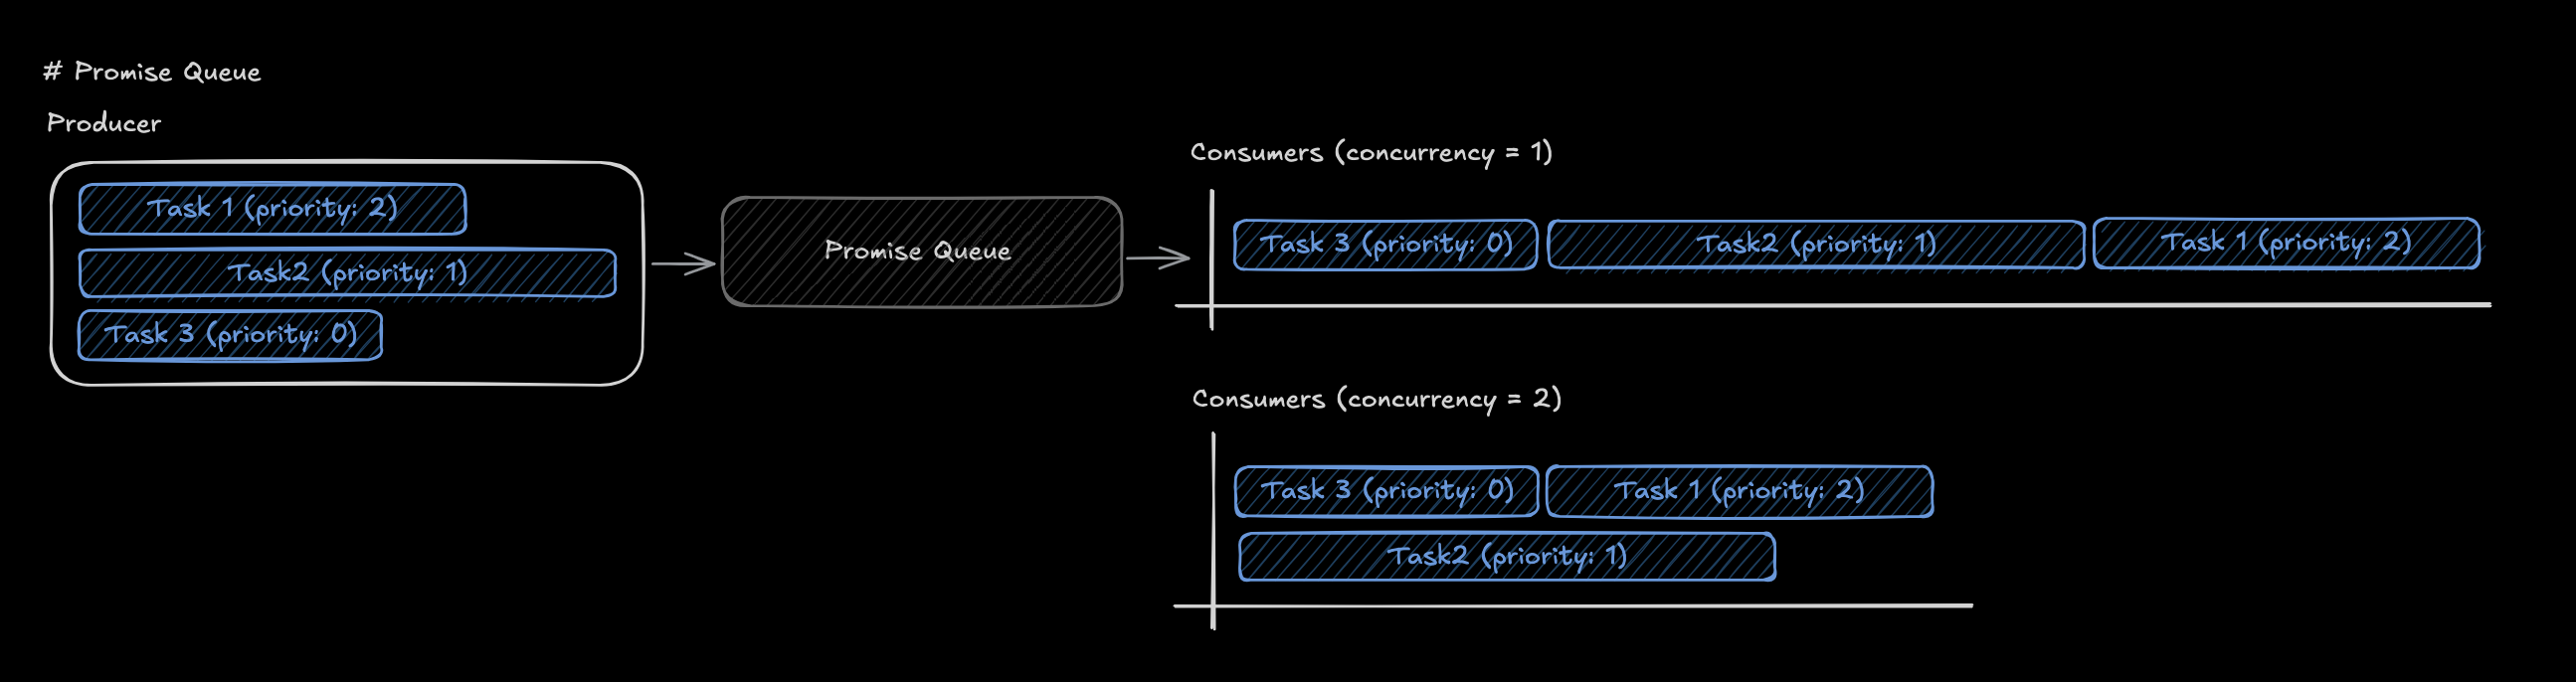 # Promise Queue
Producer
Task 1 (priority: 2)
Task2 (priority: 1)
Task 3 (priority: 0)
Promise Queue
Consumers (concurrency = 1)
Task 3 (priority: 0)
Task2 (priority: 1)
Task 1 (priority: 2)
Consumers (concurrency = 2)
Task 3 (priority: 0)
Task 1 (priority: 2)
Task2 (priority: 1)